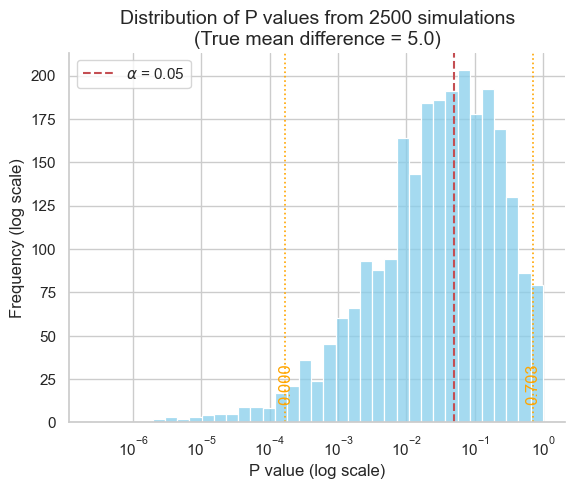 Distribution of P values from 2500 simulations
(True mean difference = 5.0)
α = 0.05
Frequency (log scale)
200
175
150
125
100
75
50
25
0
0.000
0.703
10⁻⁶ 10⁻⁵ 10⁻⁴ 10⁻³ 10⁻² 10⁻¹ 10⁰
P value (log scale)